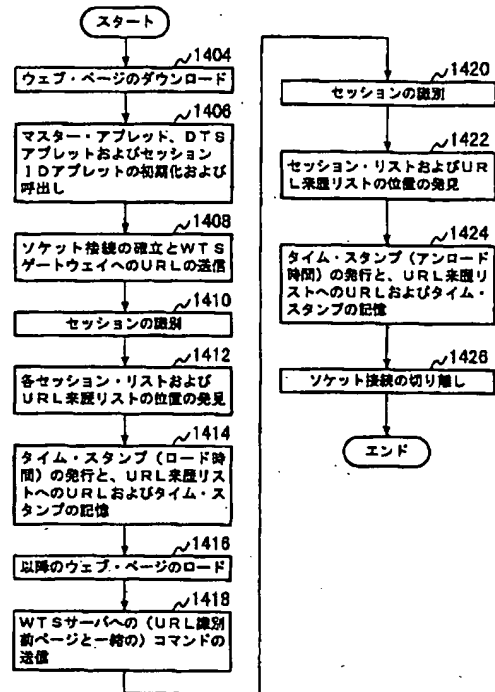 スタート
1404
ウェブ・ページのダウンロード
1406
マスター・アプレッド、DTS
アプレットおよびセッション
IDアプレットの初期化および
呼出し
1408
ソケット接続の確立とWTS
ゲートウェイへのURLの送信
1410
セッションの識別
1412
各セッション・リストおよび
URL来歴リストの位置の発見
1414
タイム・スタンプ(ロード時
間)の発行と、URL来歴リス
トへのURLおよびタイム・ス
タンプの記憶
1416
以降のウェブ・ページのロード
1418
WTSサーバへの(URL識別
前ページと一緒の)コマンドの
送信
1420
セッションの識別
1422
セッション・リストおよびUR
L来歴リストの位置の発見
1424
タイム・スタンプ(アンロード
時間)の発行と、URL来歴リ
ストへのURLおよびタイム・ス
タンプの記憶
1426
ソケット接続の切り離し
エンド